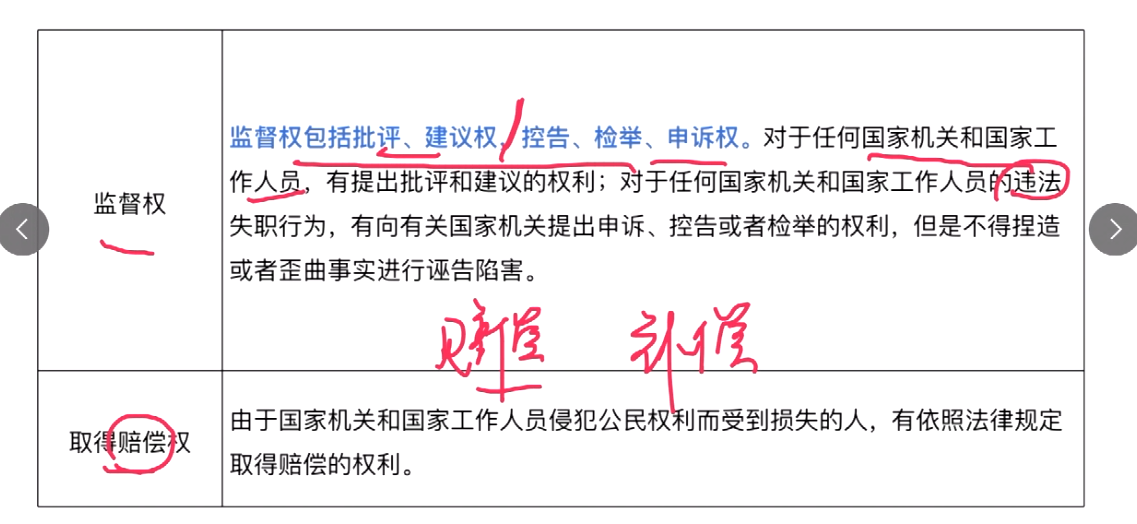 监督权包括批评、建议权、控告、检举、申诉权。对于任何国家机关和国家工
作人员，有提出批评和建议的权利；对于任何国家机关和国家工作人员的违法
监督权
失职行为，有向有关国家机关提出申诉、控告或者检举的权利，但是不得捏造
或者歪曲事实进行诬告陷害。
赔偿 补偿
由于国家机关和国家工作人员侵犯公民权利而受到损失的人，有依照法律规定
取得赔偿权
取得赔偿的权利。